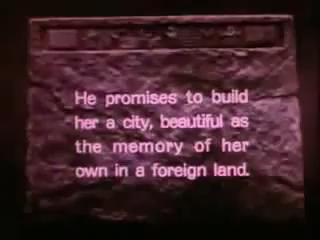 He promises to build
her a city, beautiful as
the memory of her
own in a foreign land.